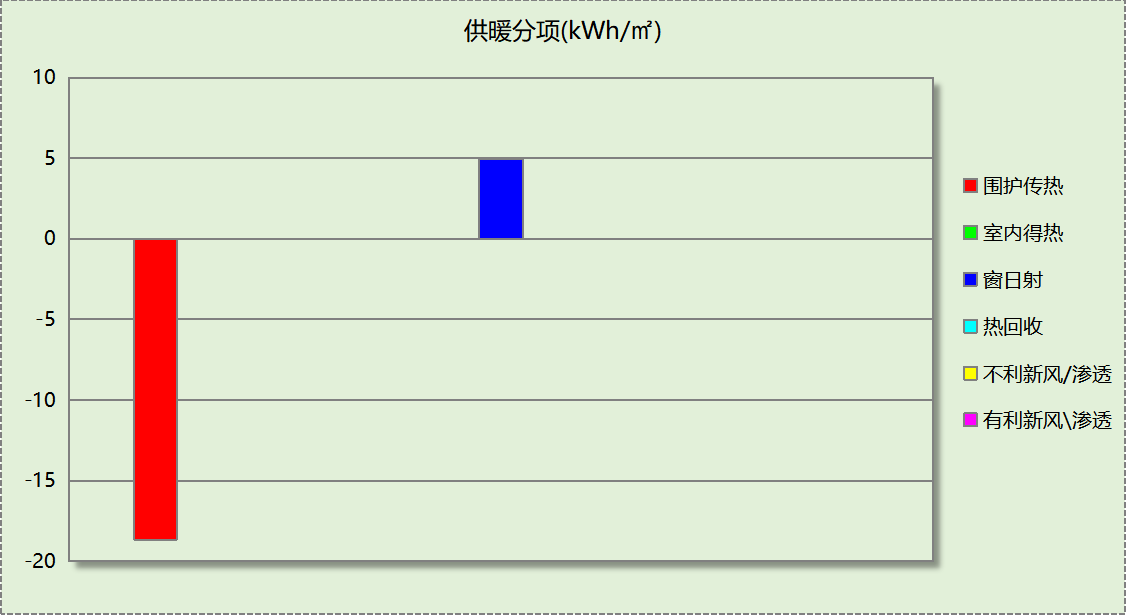 供暖分项(kWh/㎡)
10
5
0
-5
-10
-15
-20
围护传热
室内得热
窗日射
热回收
不利新风/渗透
有利新风\渗透